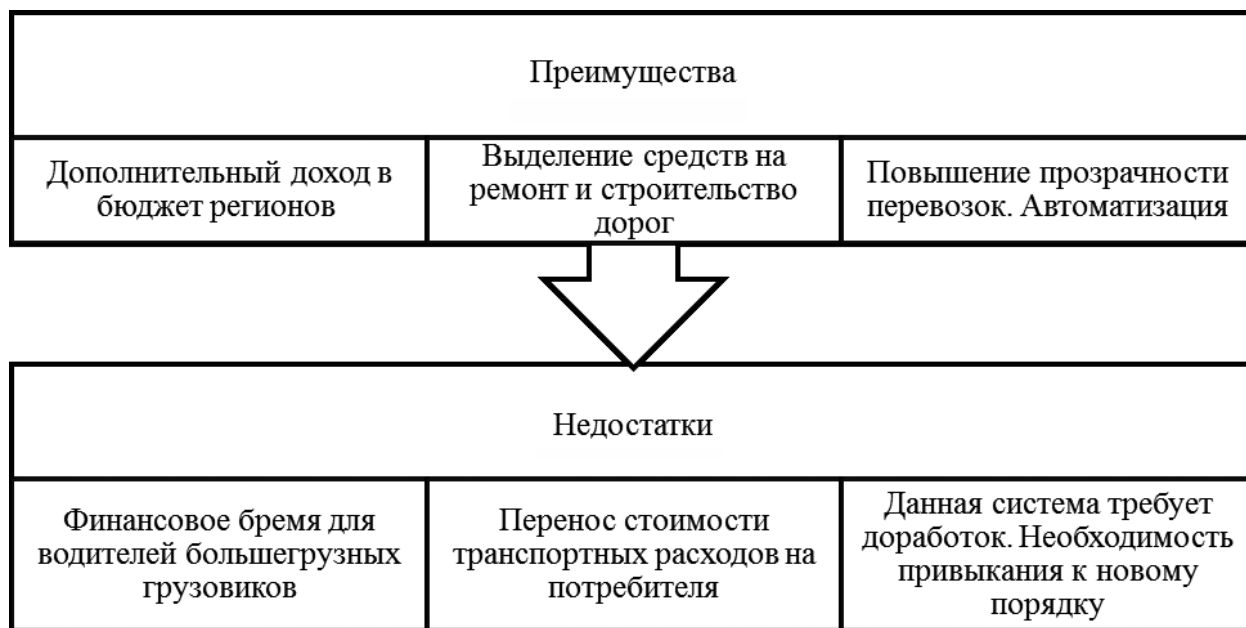 Преимущества
Дополнительный доход в
бюджет регионов
Выделение средств на
ремонт и строительство
дорог
Повышение прозрачности
перевозок. Автоматизация
Недостатки
Финансовое бремя для
водителей большегрузных
грузовиков
Перенос стоимости
транспортных расходов на
потребителя
Данная система требует
доработок. Необходимость
привыкания к новому
порядку